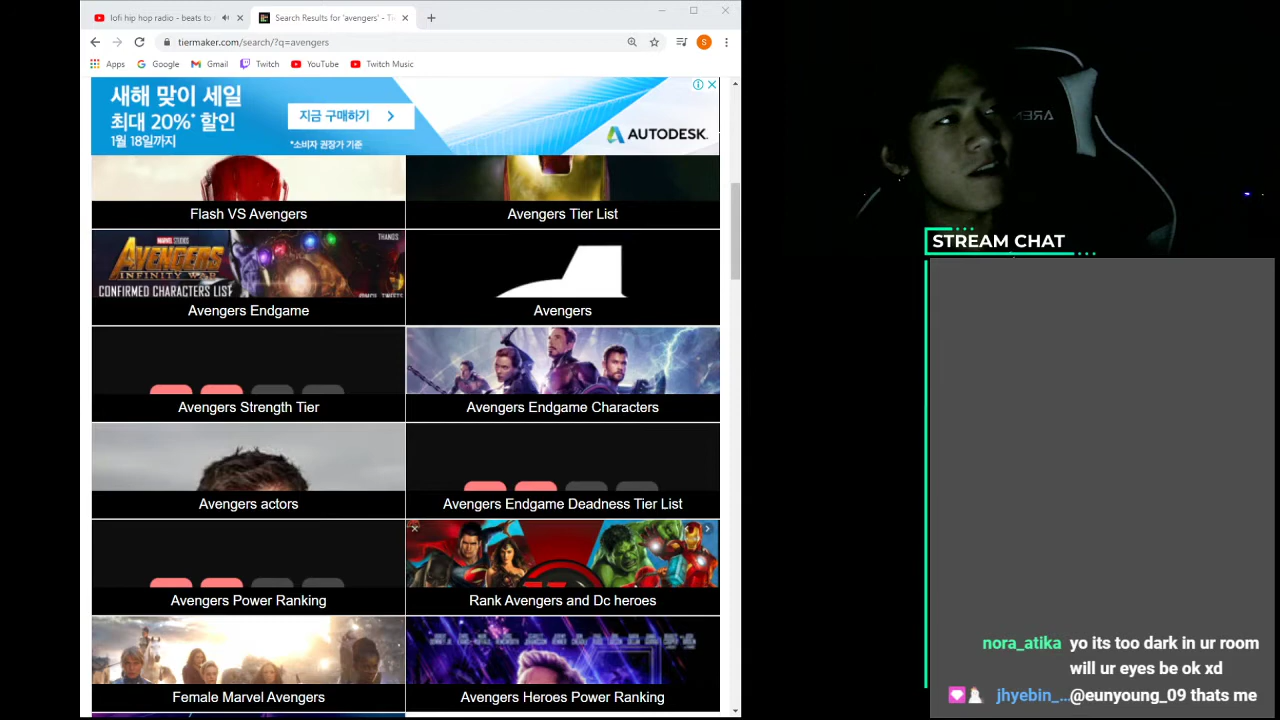 lofi hip hop radio - beats to
Search Results for 'avengers' - Tie
tiermaker.com/search/?q=avengers
S
Apps Google Gmail Twitch YouTube Twitch Music
새해 맞이 세일
최대 20%* 할인
1월 18일까지
지금 구매하기
*소비자 권장가 기준
AUTODESK.
Flash VS Avengers
Avengers Tier List
MARVEL STUDIOS
AVENGERS
INFINITY WAR
CONFIRMED CHARACTERS LIST
THANOS
Avengers Endgame
Avengers
Avengers Strength Tier
Avengers Endgame Characters
Avengers actors
Avengers Endgame Deadness Tier List
Avengers Power Ranking
Rank Avengers and Dc heroes
Female Marvel Avengers
Avengers Heroes Power Ranking
STREAM CHAT
nora_atika yo its too dark in ur room
will ur eyes be ok xd
jhyebin_... @eunyoung_09 thats me